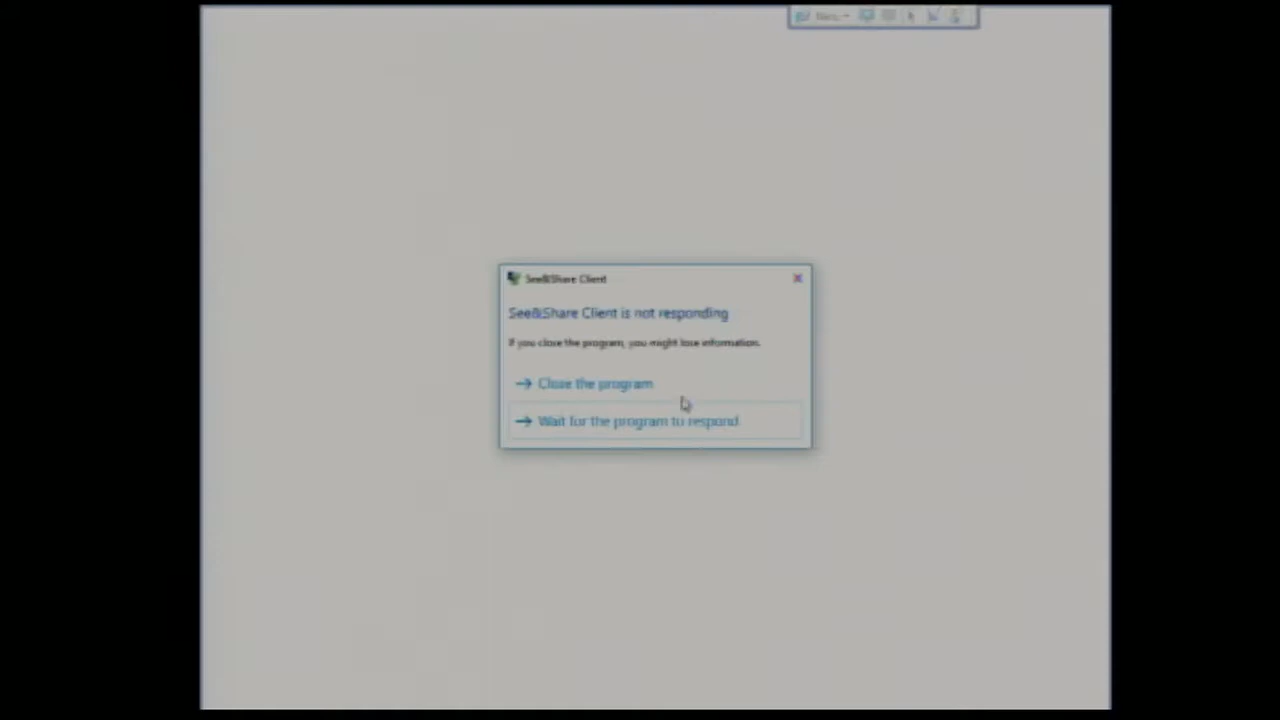 See&Share Client
See&Share Client is not responding
If you close the program, you might lose information.
Close the program
Wait for the program to respond